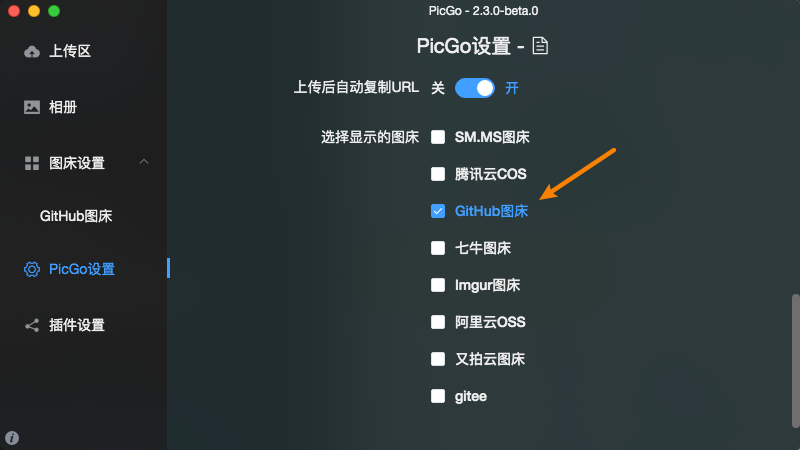 PicGo - 2.3.0-beta.0
上传区
相册
图床设置
GitHub图床
PicGo设置
插件设置
PicGo设置 -
上传后自动复制URL 关 开
选择显示的图床
SM.MS图床
腾讯云COS
GitHub图床
七牛图床
Imgur图床
阿里云OSS
又拍云图床
gitee